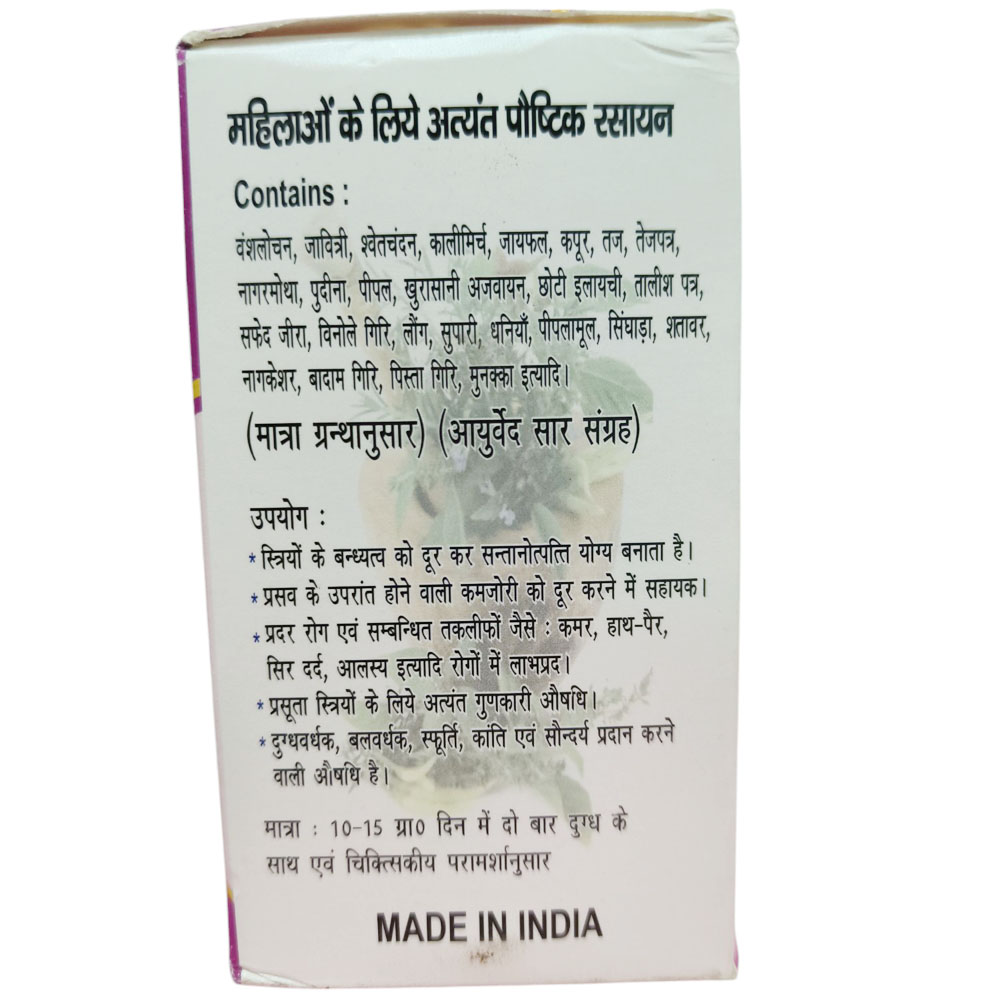 महिलाओं के लिये अत्यंत पौष्टिक रसायन
Contains :
वंशलोचन, जावित्री, श्वेतचंदन, कालीमिर्च, जायफल, कपूर, तज, तेजपत्र,
नागरमोथा, पुदीना, पीपल, खुरासानी अजवायन, छोटी इलायची, तालीश पत्र,
सफेद जीरा, विनोले गिरि, लौंग, सुपारी, धनियाँ, पीपलामूल, सिंघाड़ा, शतावर,
नागकेशर, बादाम गिरि, पिस्ता गिरि, मुनक्का इत्यादि।
(मात्रा ग्रन्थानुसार) (आयुर्वेद सार संग्रह)
उपयोग :
* स्त्रियों के बन्ध्यत्व को दूर कर सन्तानोत्पत्ति योग्य बनाता है।
* प्रसव के उपरांत होने वाली कमजोरी को दूर करने में सहायक।
* प्रदर रोग एवं सम्बन्धित तकलीफों जैसे : कमर, हाथ-पैर,
सिर दर्द, आलस्य इत्यादि रोगों में लाभप्रद।
* प्रसूता स्त्रियों के लिये अत्यंत गुणकारी औषधि।
* दुग्धवर्धक, बलवर्धक, स्फूर्ति, कांति एवं सौन्दर्य प्रदान करने
वाली औषधि है।
मात्रा : 10-15 ग्रा0 दिन में दो बार दुग्ध के
साथ एवं चिकित्सिकीय परामर्शानुसार
MADE IN INDIA